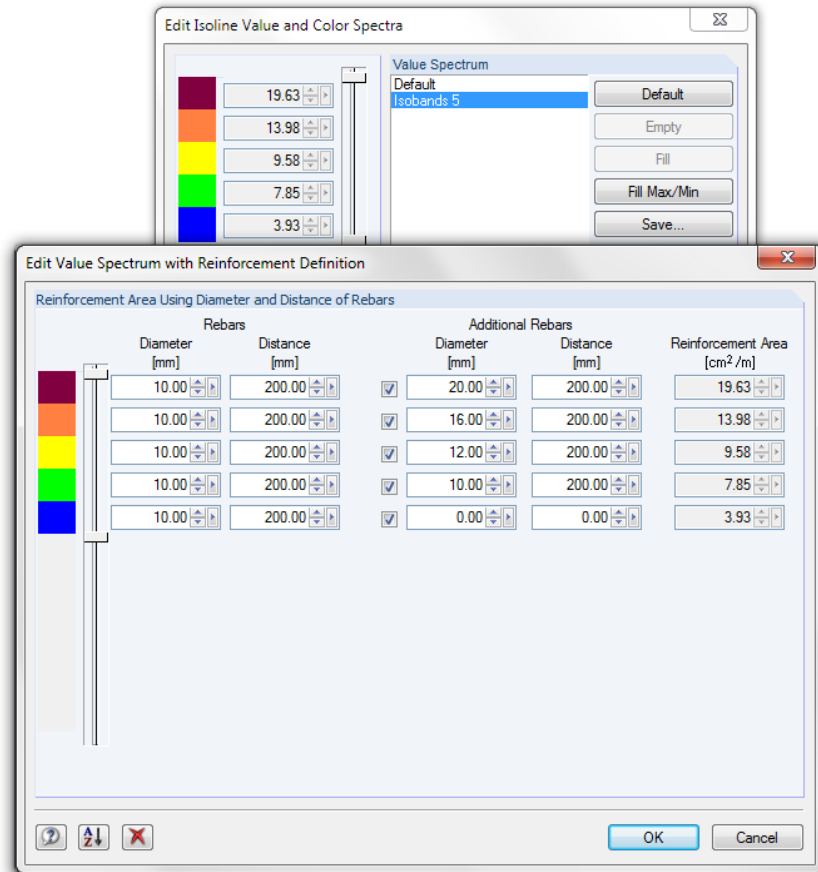 Edit Isoline Value and Color Spectra
Value Spectrum
Default
Isobands 5
19.63
13.98
9.58
7.85
3.93
Default
Empty
Fill
Fill Max/Min
Save...
Edit Value Spectrum with Reinforcement Definition
Reinforcement Area Using Diameter and Distance of Rebars
Rebars Additional Rebars
Diameter Distance Diameter Distance Reinforcement Area
[mm] [mm] [mm] [mm] [cm²/m]
10.00 200.00 20.00 200.00 19.63
10.00 200.00 16.00 200.00 13.98
10.00 200.00 12.00 200.00 9.58
10.00 200.00 10.00 200.00 7.85
10.00 200.00 0.00 0.00 3.93
A
Z
OK Cancel